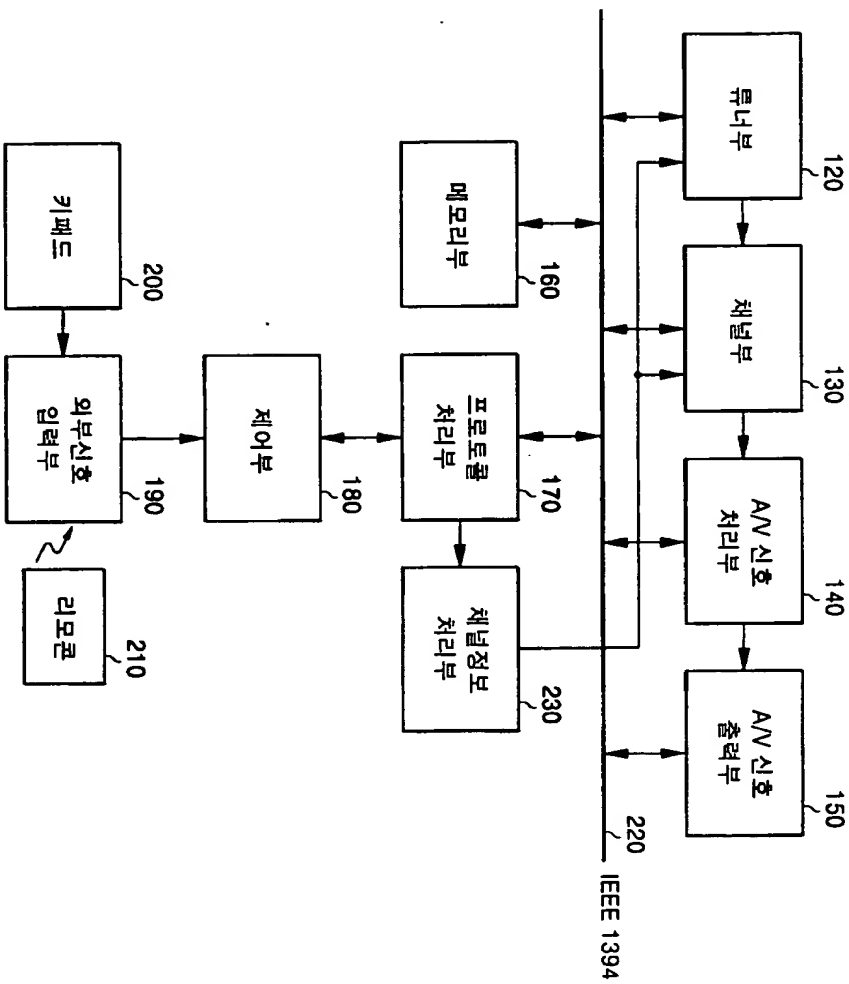 튜너부
120
채널부
130
A/V 신호
처리부
140
A/V 신호
출력부
150
220
IEEE 1394
메모리부
160
프로토콜
처리부
170
채널정보
처리부
230
제어부
180
키패드
200
외부신호
입력부
190
리모콘
210